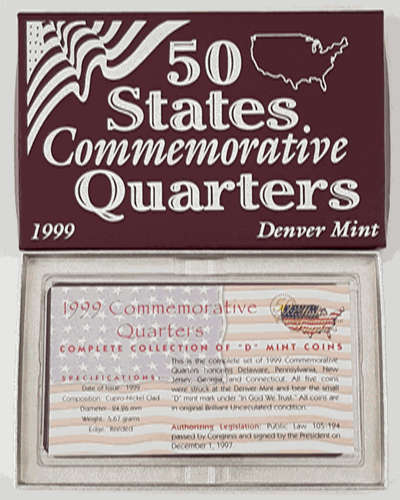 50
States
Commemorative
Quarters
1999 Denver Mint
1999 Commemorative
Quarters
COMPLETE COLLECTION OF "D" MINT COINS
SPECIFICATIONS:
Date of Issue: 1999
Composition: Cupro-Nickel Clad
Diameter: 24.26 mm
Weight: 5.67 grams
Edge: Reeded
This is the complete set of 1999 Commemorative
Quarters honoring Delaware, Pennsylvania, New
Jersey, Georgia, and Connecticut. All five coins
were struck at the Denver Mint and bear the small
"D" mint mark under "In God We Trust." All coins are
in original Brilliant Uncirculated condition.
Authorizing Legislation: Public Law 105-194
passed by Congress and signed by the President on
December 1, 1997.